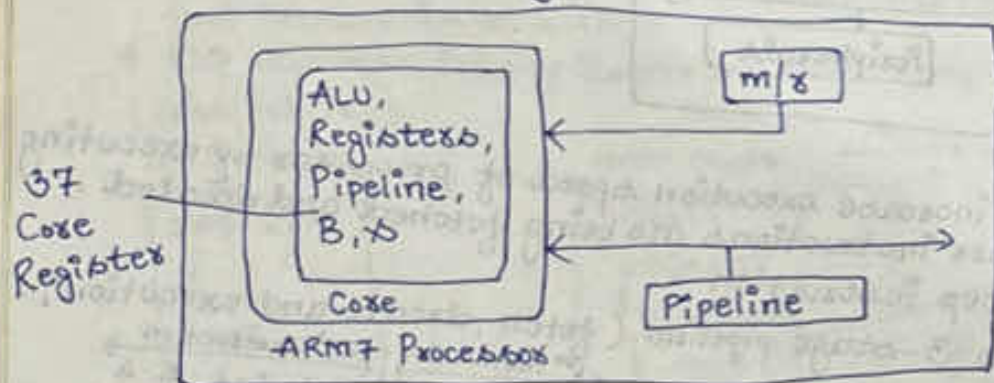 m/r
ALU,
Registers,
Pipeline,
B, s
37
Core
Register
Core
Pipeline
ARM7 Processor